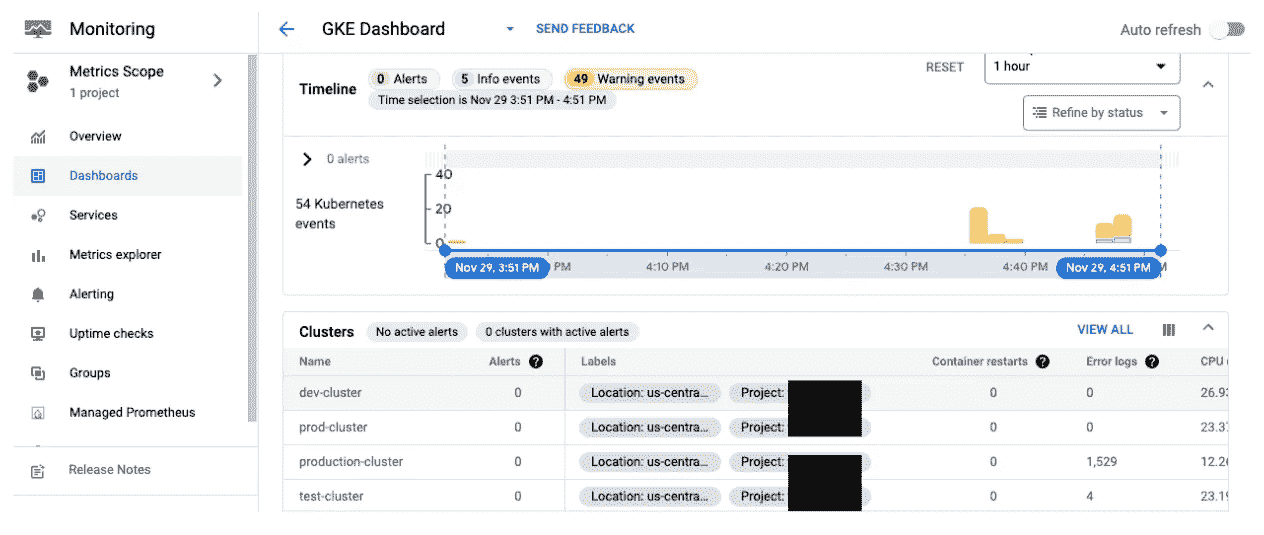 Monitoring
GKE Dashboard
SEND FEEDBACK
Auto refresh
Metrics Scope
1 project
Overview
Dashboards
Services
Metrics explorer
Alerting
Uptime checks
Groups
Managed Prometheus
Release Notes
Timeline
0 Alerts
5 Info events
49 Warning events
Time selection is Nov 29 3:51 PM - 4:51 PM
RESET
1 hour
Refine by status
0 alerts
54 Kubernetes
events
40
20
0
Nov 29, 3:51 PM PM 4:10 PM 4:20 PM 4:30 PM 4:40 PM Nov 29, 4:51 PM
Clusters No active alerts 0 clusters with active alerts VIEW ALL
Name Alerts Labels Container restarts Error logs CPU
dev-cluster 0 Location: us-centra... Project: 0 0 26.9
prod-cluster 0 Location: us-centra... Project: 0 0 23.3
production-cluster 0 Location: us-centra... Project: 0 1,529 12.2
test-cluster 0 Location: us-centra... Project: 0 4 23.19